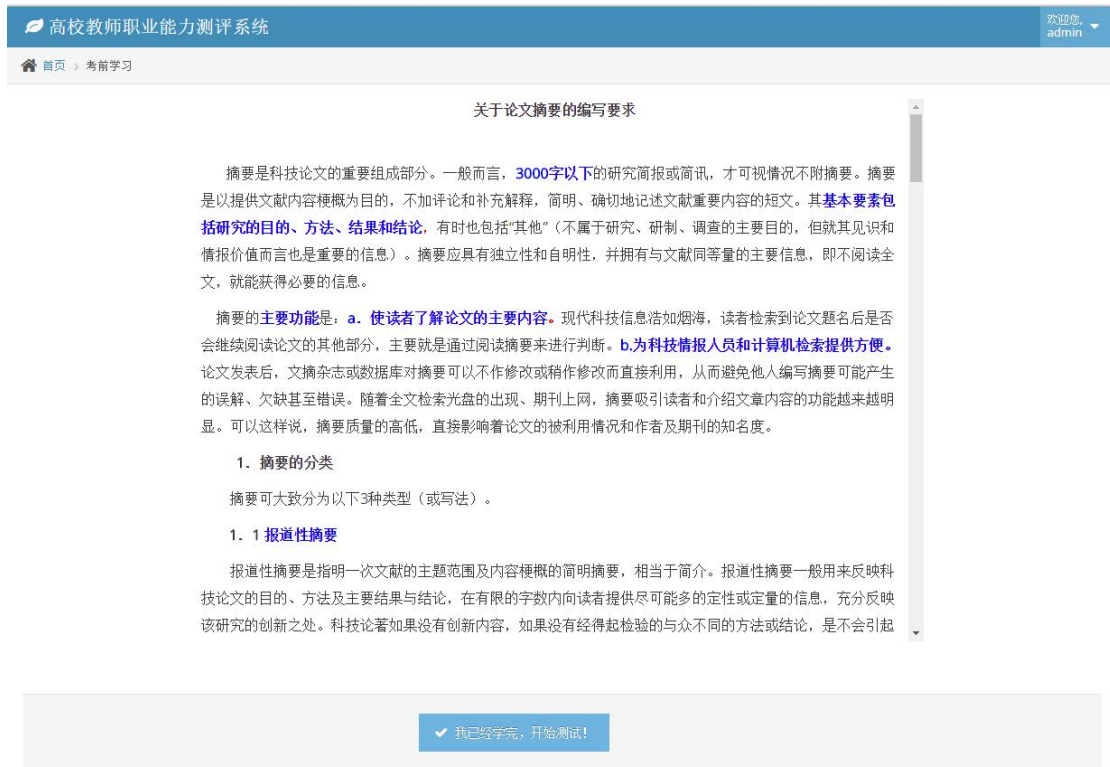 高校教师职业能力测评系统
欢迎您,
admin
首页 > 考前学习
关于论文摘要的编写要求
摘要是科技论文的重要组成部分。一般而言，3000字以下的研究简报或简讯，才可视情况不附摘要。摘要
是以提供文献内容梗概为目的，不加评论和补充解释，简明、确切地记述文献重要内容的短文。其基本要素包
括研究的目的、方法、结果和结论，有时也包括“其他”（不属于研究、研制、调查的主要目的，但就其见识和
情报价值而言也是重要的信息）。摘要应具有独立性和自明性，并拥有与文献同等量的主要信息，即不阅读全
文，就能获得必要的信息。
摘要的主要功能是：a．使读者了解论文的主要内容。现代科技信息浩如烟海，读者检索到论文题名后是否
会继续阅读论文的其他部分，主要就是通过阅读摘要来进行判断。b.为科技情报人员和计算机检索提供方便。
论文发表后，文摘杂志或数据库对摘要可以不作修改或稍作修改而直接利用，从而避免他人编写摘要可能产生
的误解、欠缺甚至错误。随着全文检索光盘的出现、期刊上网，摘要吸引读者和介绍文章内容的功能越来越明
显。可以这样说，摘要质量的高低，直接影响着论文的被利用情况和作者及期刊的知名度。
1．摘要的分类
摘要可大致分为以下3种类型（或写法）。
1．1 报道性摘要
报道性摘要是指明一次文献的主题范围及内容梗概的简明摘要，相当于简介。报道性摘要一般用来反映科
技论文的目的、方法及主要结果与结论，在有限的字数内向读者提供尽可能多的定性或定量的信息，充分反映
该研究的创新之处。科技论著如果没有创新内容，如果没有经得起检验的与众不同的方法或结论，是不会引起
我已经学完，开始测试！